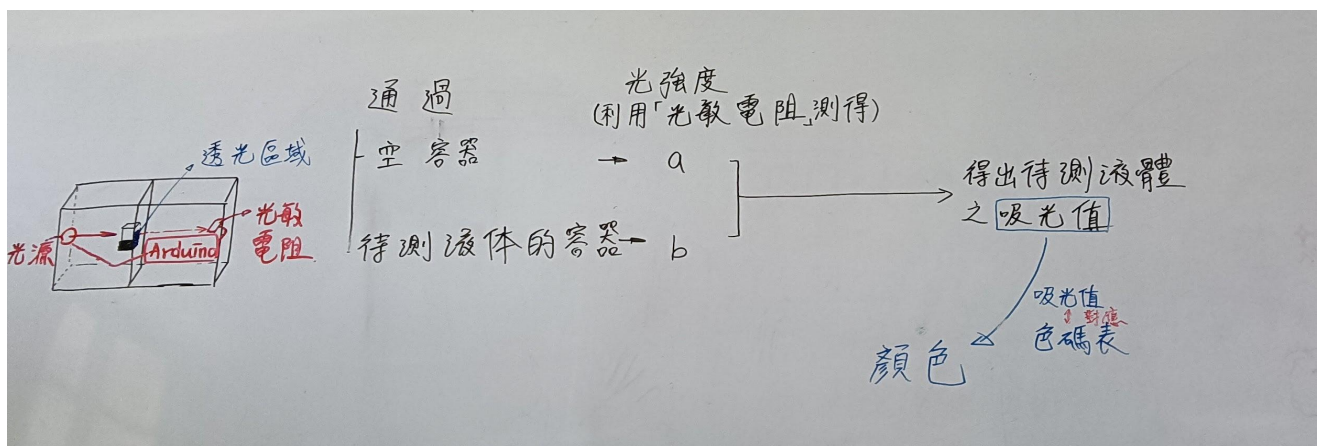 光源
Arduino
透光區域
光敏
電阻
通過
空容器
待測液体的容器
光強度
(利用「光敏電阻」測得)
a
b
得出待測液體
之吸光值
吸光值
對應
色碼表
顏色